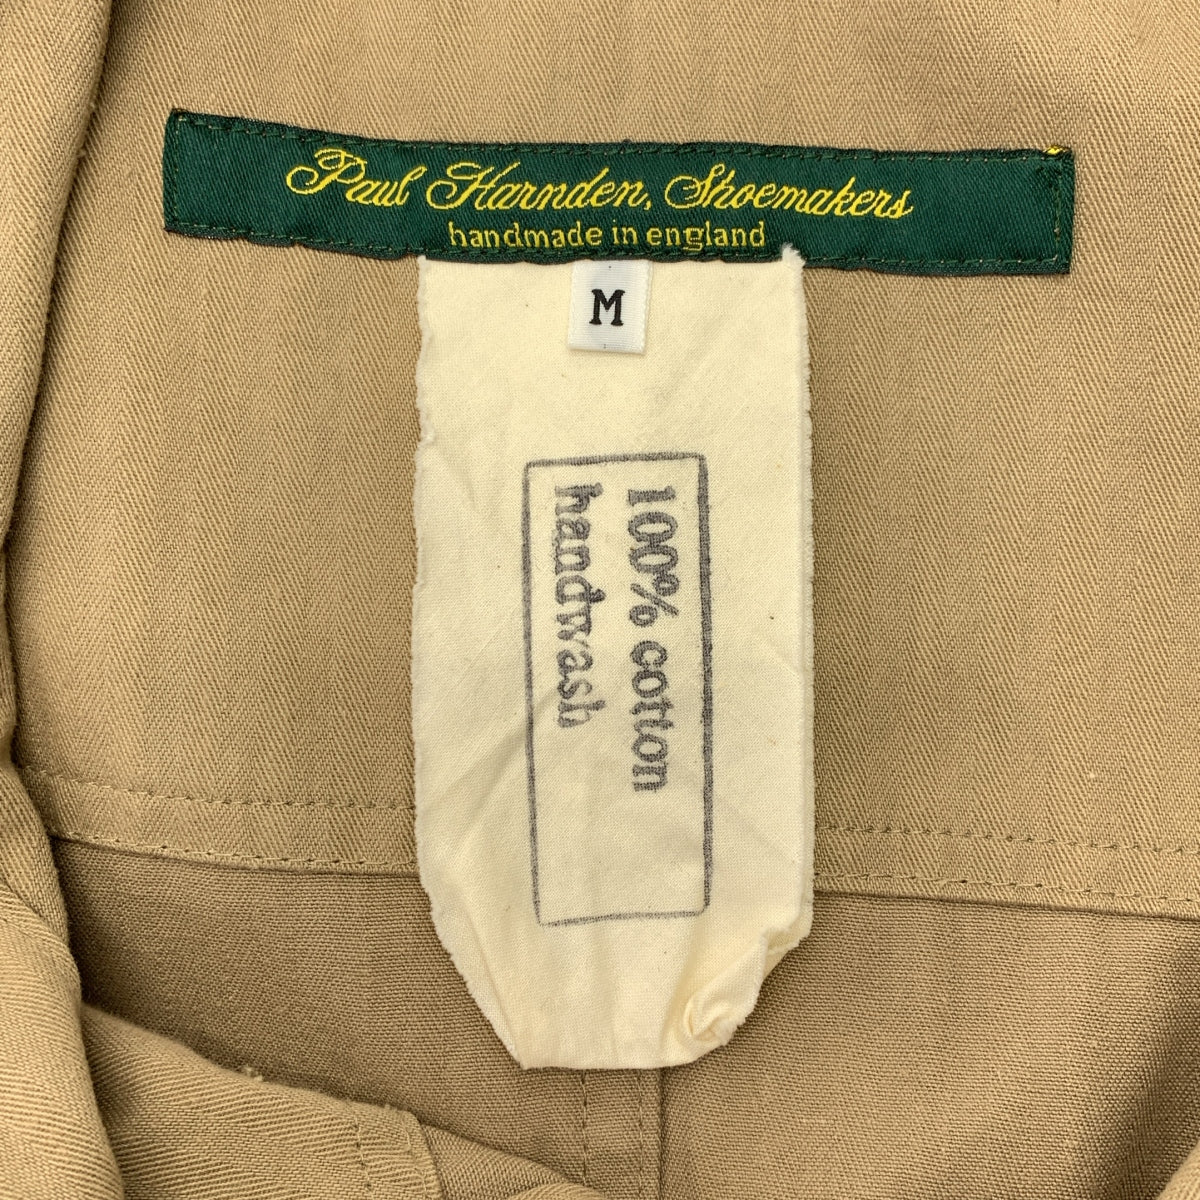 Paul Harnden, Shoemakers
handmade in england
M
100% cotton
handwash